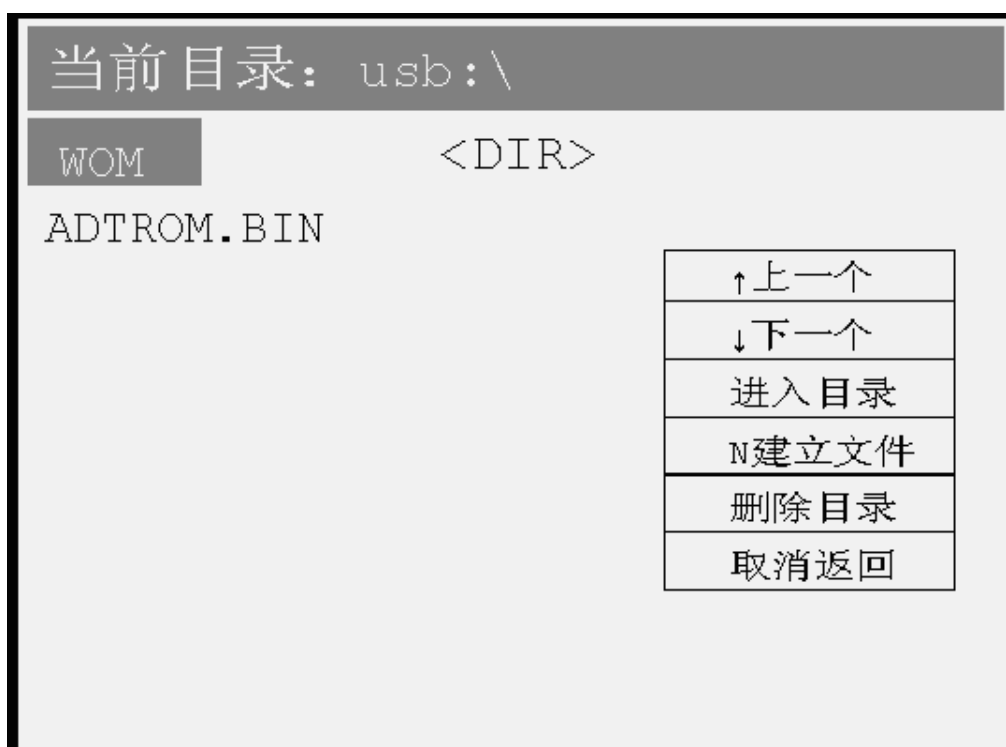 当前目录：usb:\
WOM <DIR>
ADTROM.BIN
↑上一个
↓下一个
进入目录
N建立文件
删除目录
取消返回